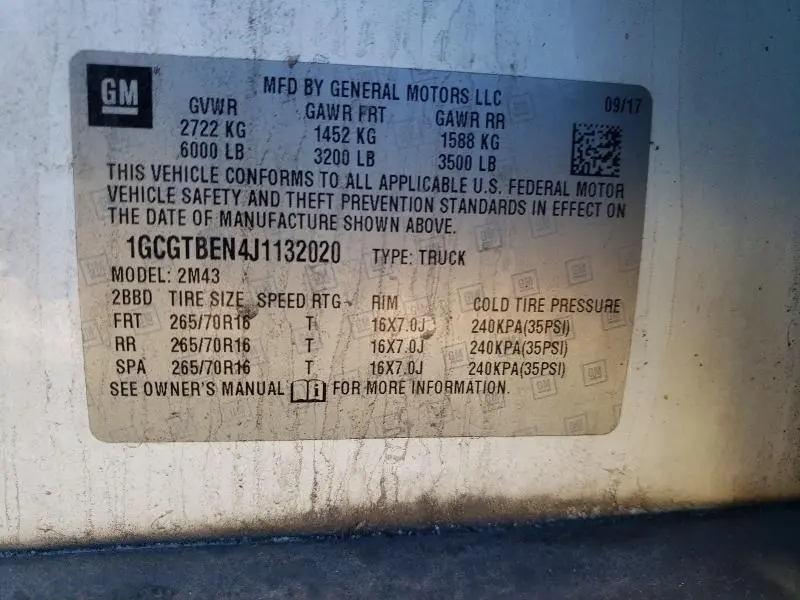 GM
MFD BY GENERAL MOTORS LLC
GVWR GAWR FRT GAWR RR 09/17
2722 KG 1452 KG 1588 KG
6000 LB 3200 LB 3500 LB
THIS VEHICLE CONFORMS TO ALL APPLICABLE U.S. FEDERAL MOTOR
VEHICLE SAFETY AND THEFT PREVENTION STANDARDS IN EFFECT ON
THE DATE OF MANUFACTURE SHOWN ABOVE.
1GCGTBEN4J1132020 TYPE: TRUCK
MODEL: 2M43
2BBD TIRE SIZE SPEED RTG RIM COLD TIRE PRESSURE
FRT 265/70R16 T 16X7.0J 240KPA(35PSI)
RR 265/70R16 T 16X7.0J 240KPA(35PSI)
SPA 265/70R16 T 16X7.0J 240KPA(35PSI)
SEE OWNER'S MANUAL i FOR MORE INFORMATION.